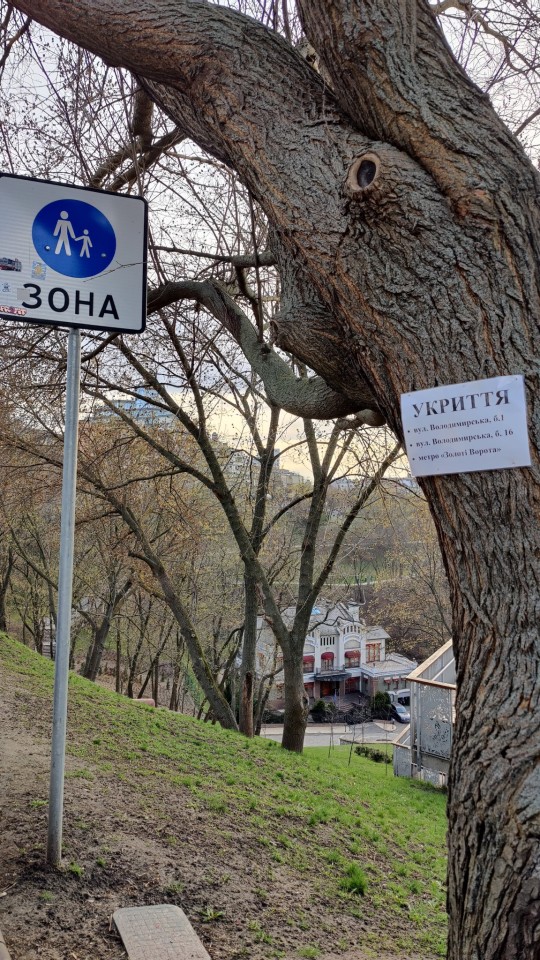 ЗОНА
УКРИТТЯ
• вул. Володимирська, б.1
• вул. Володимирська, б. 16
• метро «Золоті Ворота»